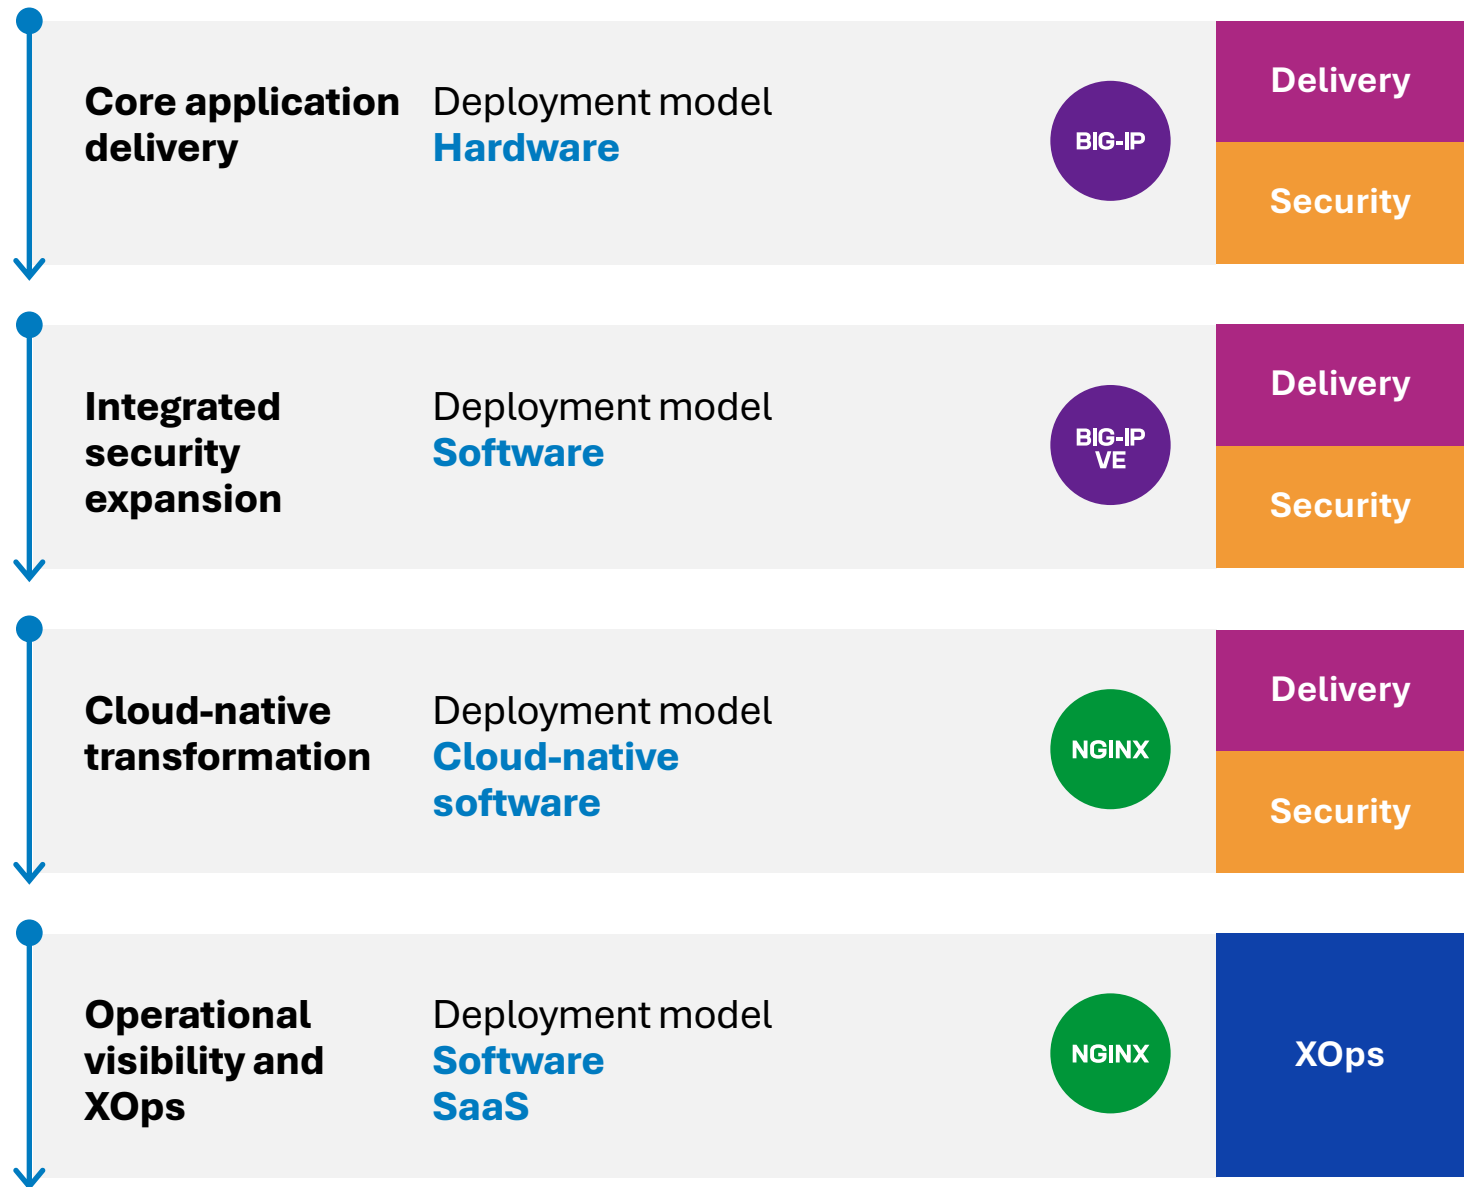 Core application
delivery
Deployment model
Hardware
BIG-IP
Delivery
Security
Integrated
security
expansion
Deployment model
Software
BIG-IP
VE
Delivery
Security
Cloud-native
transformation
Deployment model
Cloud-native
software
NGINX
Delivery
Security
Operational
visibility and
XOps
Deployment model
Software
SaaS
NGINX
XOps